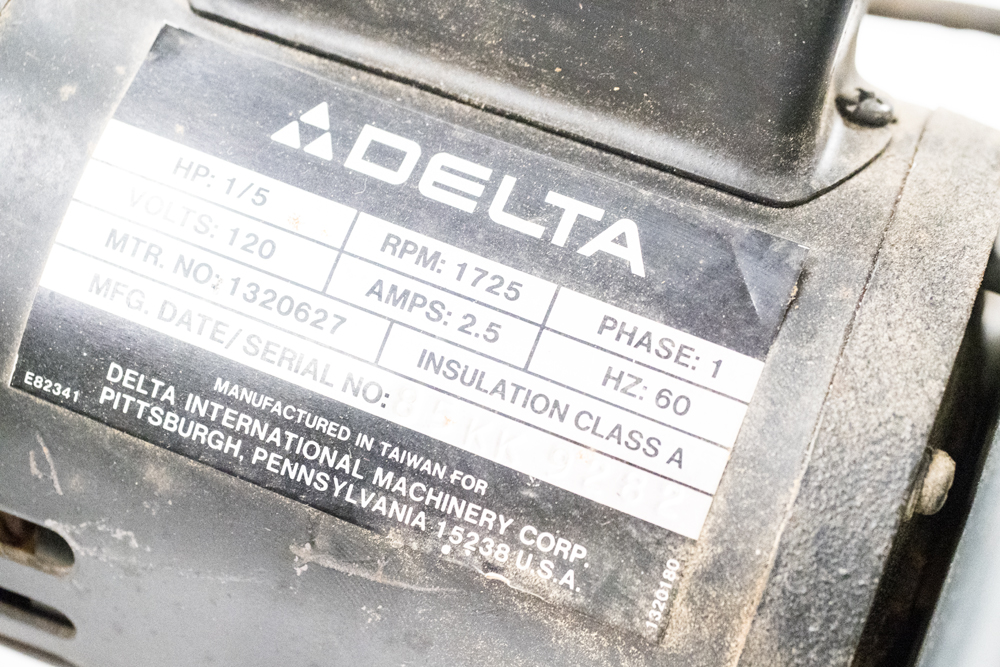 DELTA
HP: 1/5
RPM: 1725
PHASE: 1
VOLTS: 120
AMPS: 2.5
HZ: 60
MTR. NO: 1320627
INSULATION CLASS A
MFG. DATE/SERIAL NO:
E82341
MANUFACTURED IN TAIWAN FOR
DELTA INTERNATIONAL MACHINERY CORP.
PITTSBURGH, PENNSYLVANIA 15238 U.S.A.
1320180